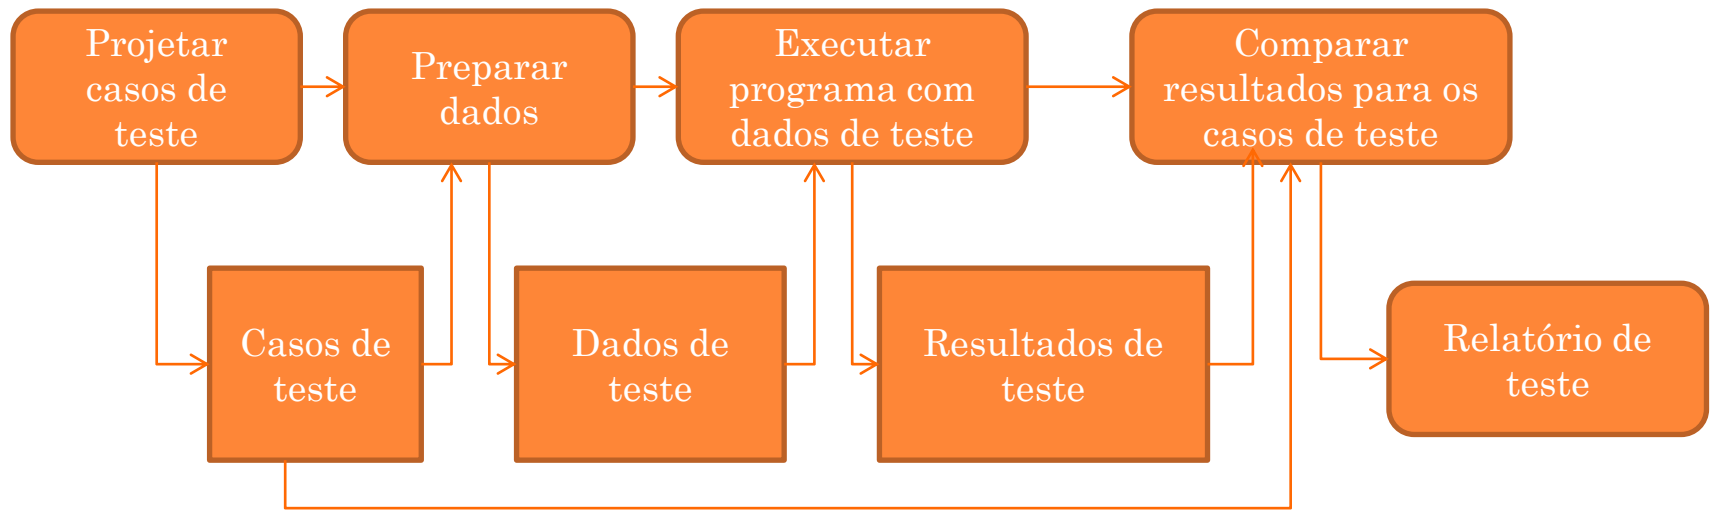 Projetar
casos de
teste
Preparar
dados
Executar
programa com
dados de teste
Comparar
resultados para os
casos de teste
Casos de
teste
Dados de
teste
Resultados de
teste
Relatório de
teste